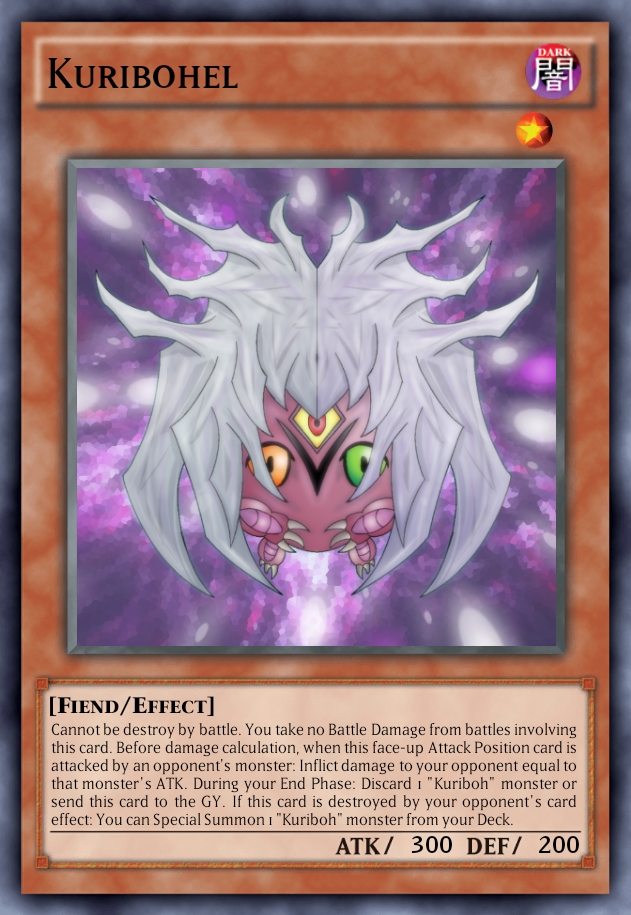 KURIBOHEL
DARK
闇
[FIEND/EFFECT]
Cannot be destroy by battle. You take no Battle Damage from battles involving
this card. Before damage calculation, when this face-up Attack Position card is
attacked by an opponent's monster: Inflict damage to your opponent equal to
that monster's ATK. During your End Phase: Discard 1 "Kuriboh" monster or
send this card to the GY. If this card is destroyed by your opponent's card
effect: You can Special Summon 1 "Kuriboh" monster from your Deck.
ATK/ 300 DEF/ 200